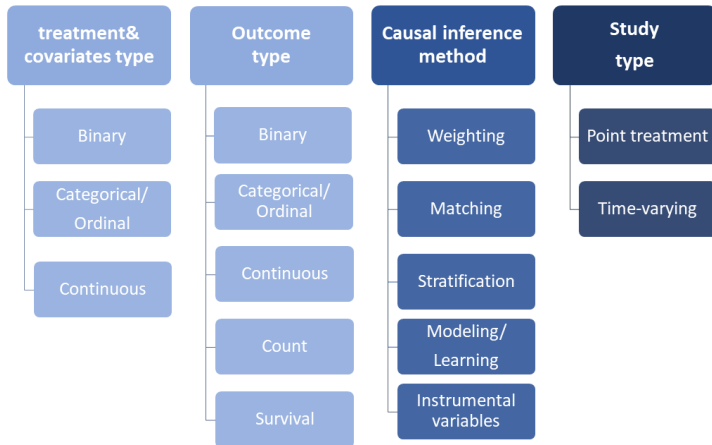 treatment&
covariates type
Binary
Categorical/
Ordinal
Continuous
Outcome
type
Binary
Categorical/
Ordinal
Continuous
Count
Survival
Causal inference
method
Weighting
Matching
Stratification
Modeling/
Learning
Instrumental
variables
Study
type
Point treatment
Time-varying